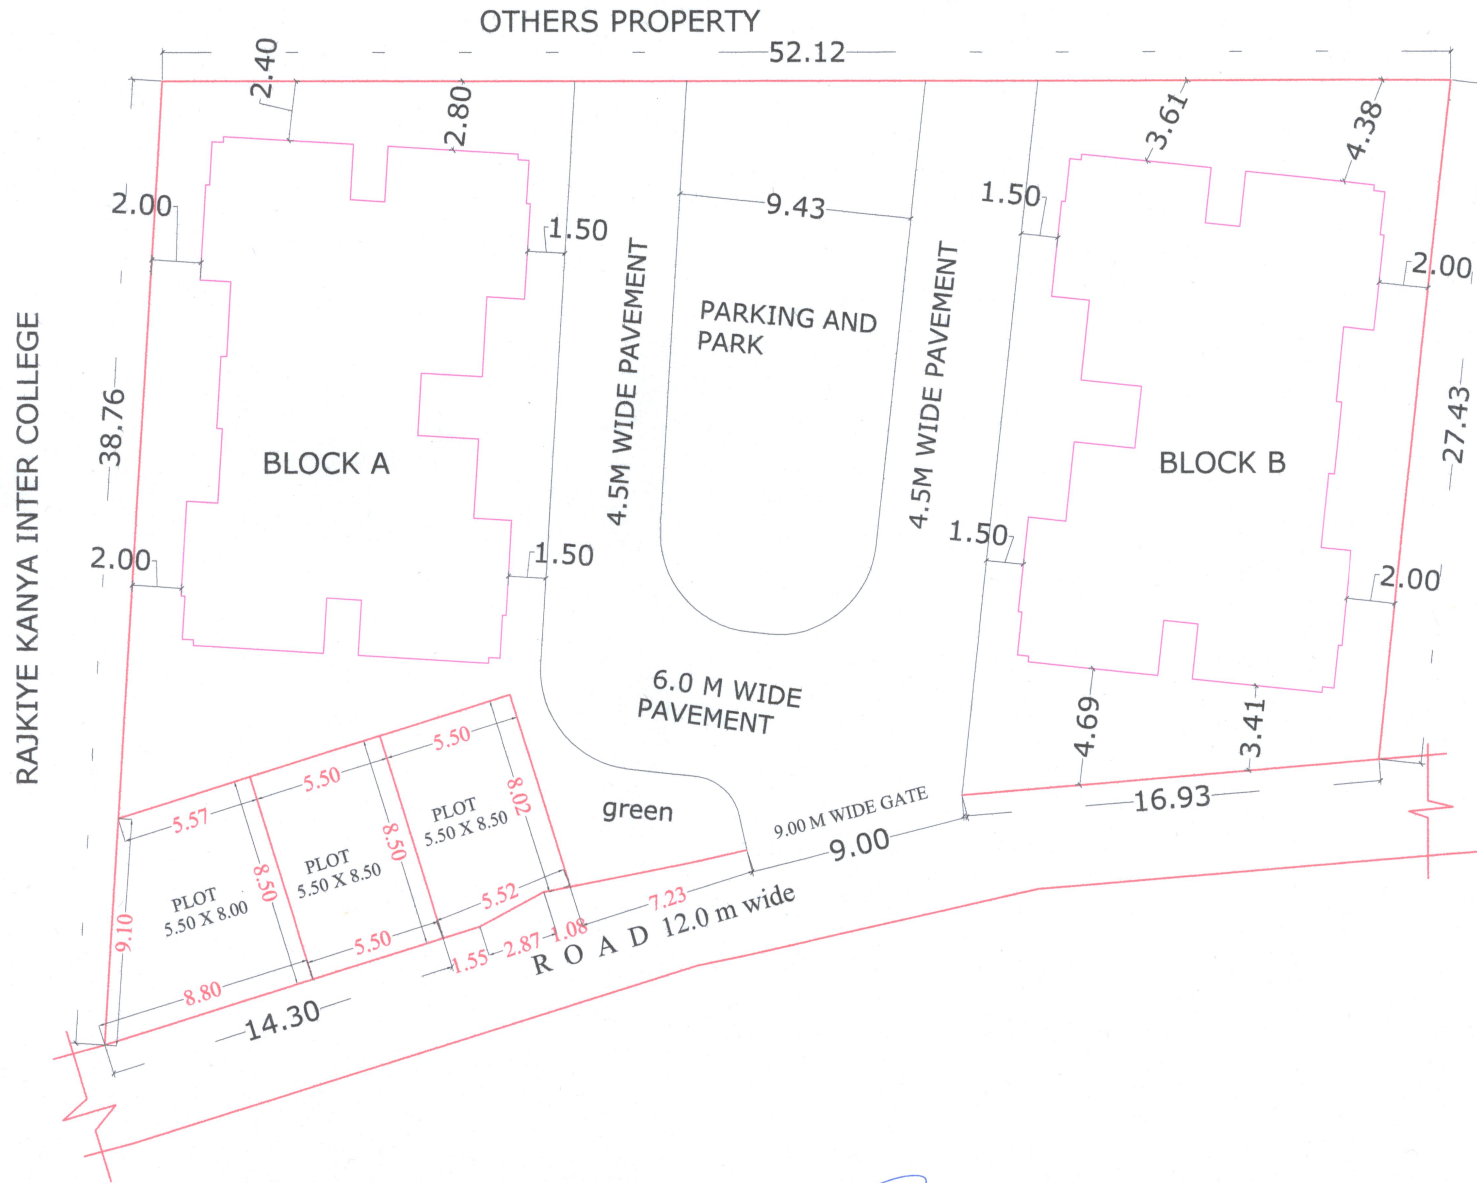 OTHERS PROPERTY
52.12
2.40
2.80
3.61
4.38
2.00
1.50
9.43
1.50
2.00
RAJKIYE KANYA INTER COLLEGE
38.76
4.5M WIDE PAVEMENT
PARKING AND
PARK
4.5M WIDE PAVEMENT
27.43
BLOCK A
BLOCK B
2.00
1.50
1.50
2.00
6.0 M WIDE
PAVEMENT
4.69
3.41
5.57
5.50
5.50
8.02
green
9.00 M WIDE GATE
9.00
16.93
PLOT
5.50 X 8.00
8.50
PLOT
5.50 X 8.50
8.50
PLOT
5.50 X 8.50
9.10
8.80
5.50
5.52
1.55
2.87
1.08
7.23
14.30
ROAD 12.0 m wide